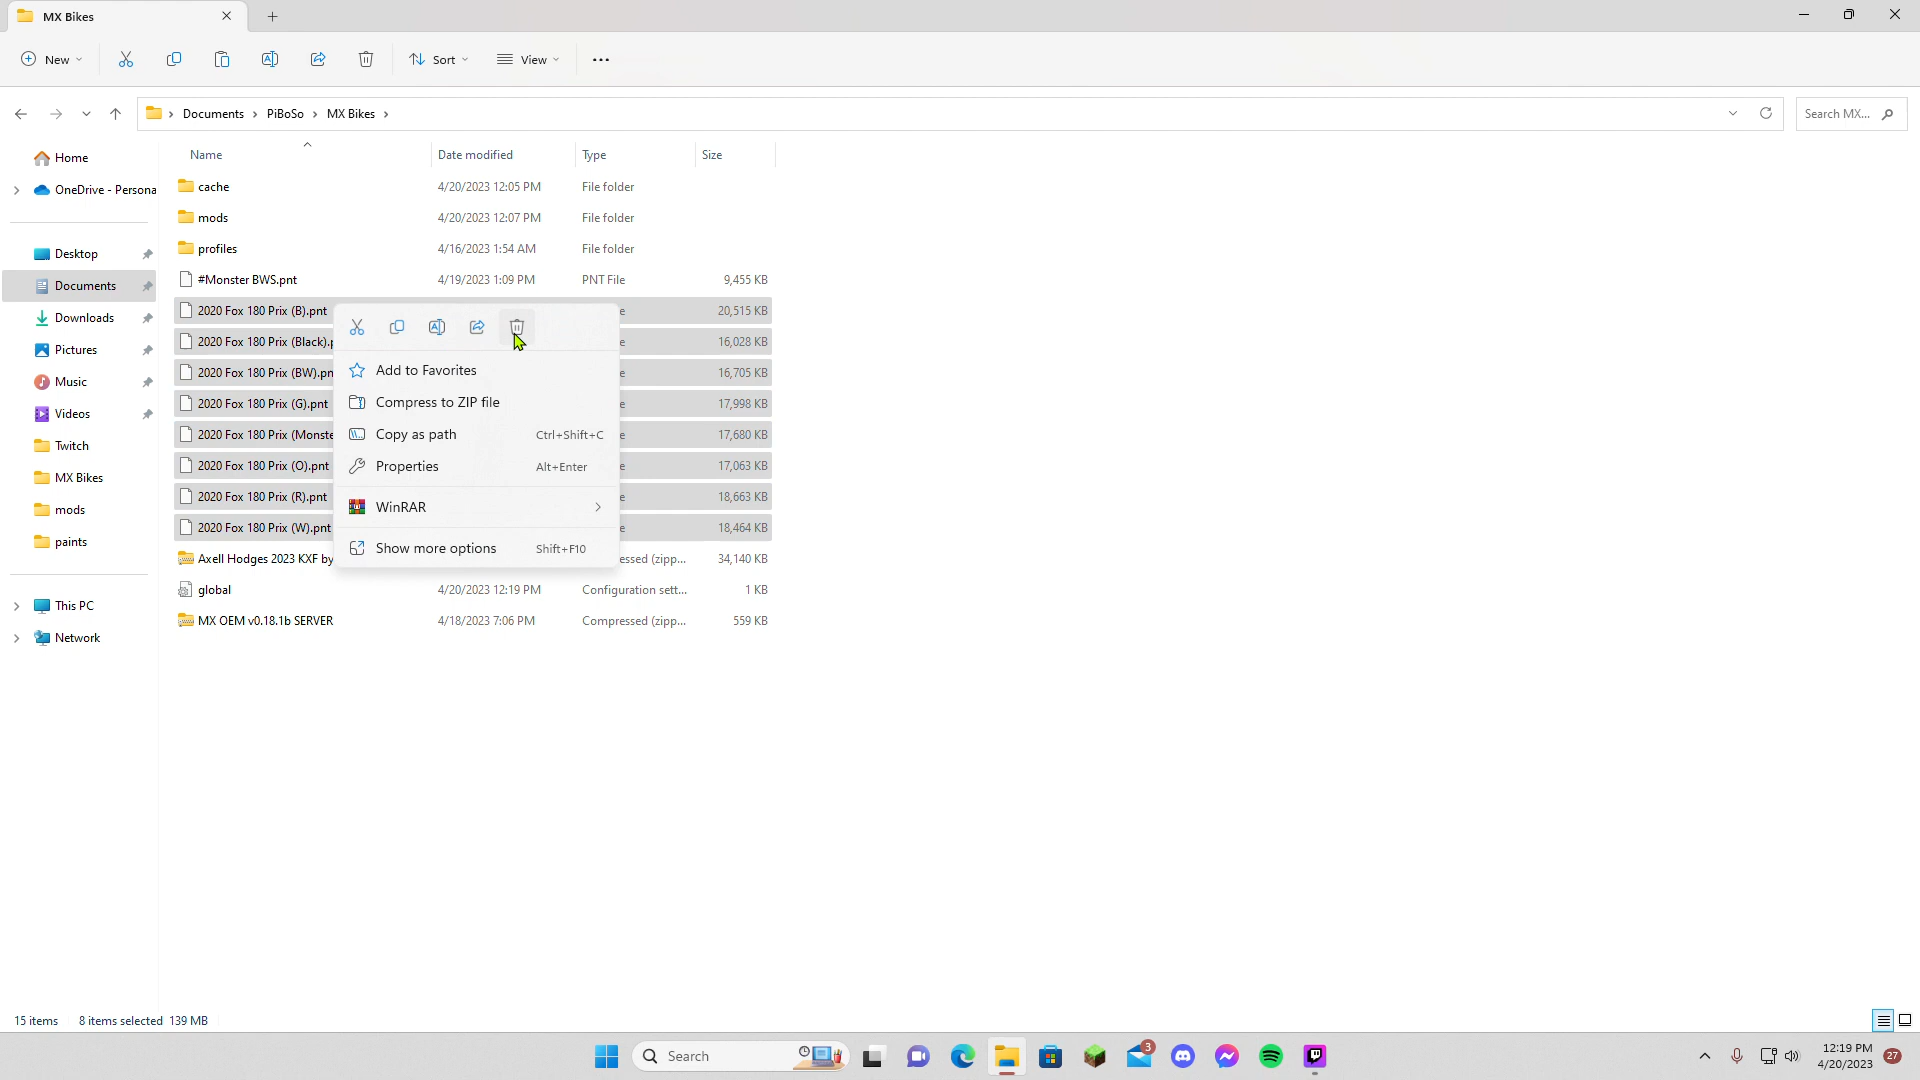 MX Bikes
New
Sort
View
Documents
PiBoSo
MX Bikes
Search MX...
Name
Date modified
Type
Size
Home
OneDrive - Persona
Desktop
Documents
Downloads
Pictures
Music
Videos
Twitch
MX Bikes
mods
paints
This PC
Network
cache 4/20/2023 12:05 PM File folder
mods 4/20/2023 12:07 PM File folder
profiles 4/16/2023 1:54 AM File folder
#Monster BWS.pnt 4/19/2023 1:09 PM PNT File 9,455 KB
2020 Fox 180 Prix (B).pnt e 20,515 KB
2020 Fox 180 Prix (Black).p e 16,028 KB
2020 Fox 180 Prix (BW).pn e 16,705 KB
2020 Fox 180 Prix (G).pnt e 17,998 KB
2020 Fox 180 Prix (Monste e 17,680 KB
2020 Fox 180 Prix (O).pnt e 17,063 KB
2020 Fox 180 Prix (R).pnt e 18,663 KB
2020 Fox 180 Prix (W).pnt e 18,464 KB
Axell Hodges 2023 KXF by essed (zipp... 34,140 KB
global 4/20/2023 12:19 PM Configuration sett... 1 KB
MX OEM v0.18.1b SERVER 4/18/2023 7:06 PM Compressed (zipp... 559 KB
Add to Favorites
Compress to ZIP file
Copy as path Ctrl+Shift+C
Properties Alt+Enter
WinRAR
Show more options Shift+F10
15 items 8 items selected 139 MB
Search
3
12:19 PM
4/20/2023
27